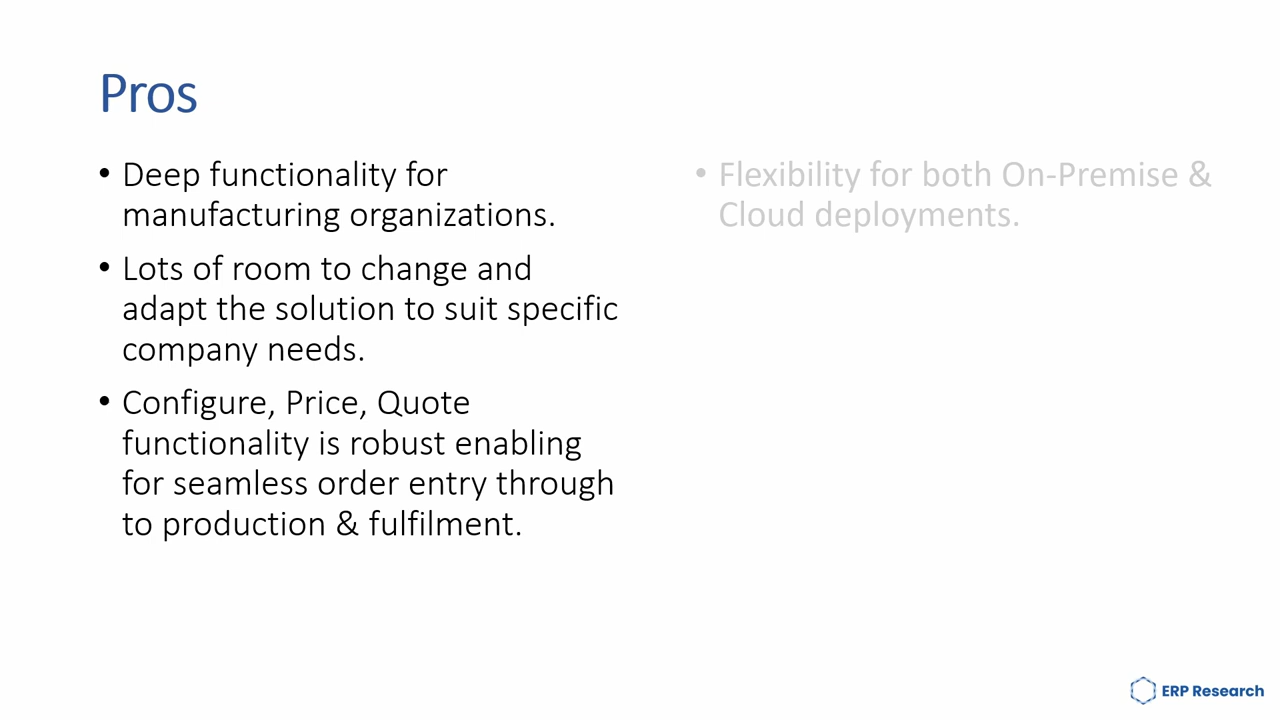 Pros
• Deep functionality for
manufacturing organizations.
• Lots of room to change and
adapt the solution to suit specific
company needs.
• Configure, Price, Quote
functionality is robust enabling
for seamless order entry through
to production & fulfilment.
• Flexibility for both On-Premise &
Cloud deployments.
ERP Research